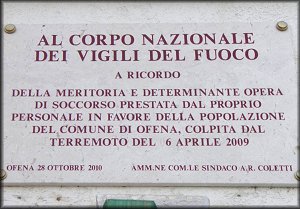 AL CORPO NAZIONALE
DEI VIGILI DEL FUOCO
A RICORDO
DELLA MERITORIA E DETERMINANTE OPERA
DI SOCCORSO PRESTATA DAL PROPRIO
PERSONALE IN FAVORE DELLA POPOLAZIONE
DEL COMUNE DI OFENA, COLPITA DAL
TERREMOTO DEL 6 APRILE 2009
OFENA 28 OTTOBRE 2010 AMM.NE COM.LE SINDACO A.R. COLETTI